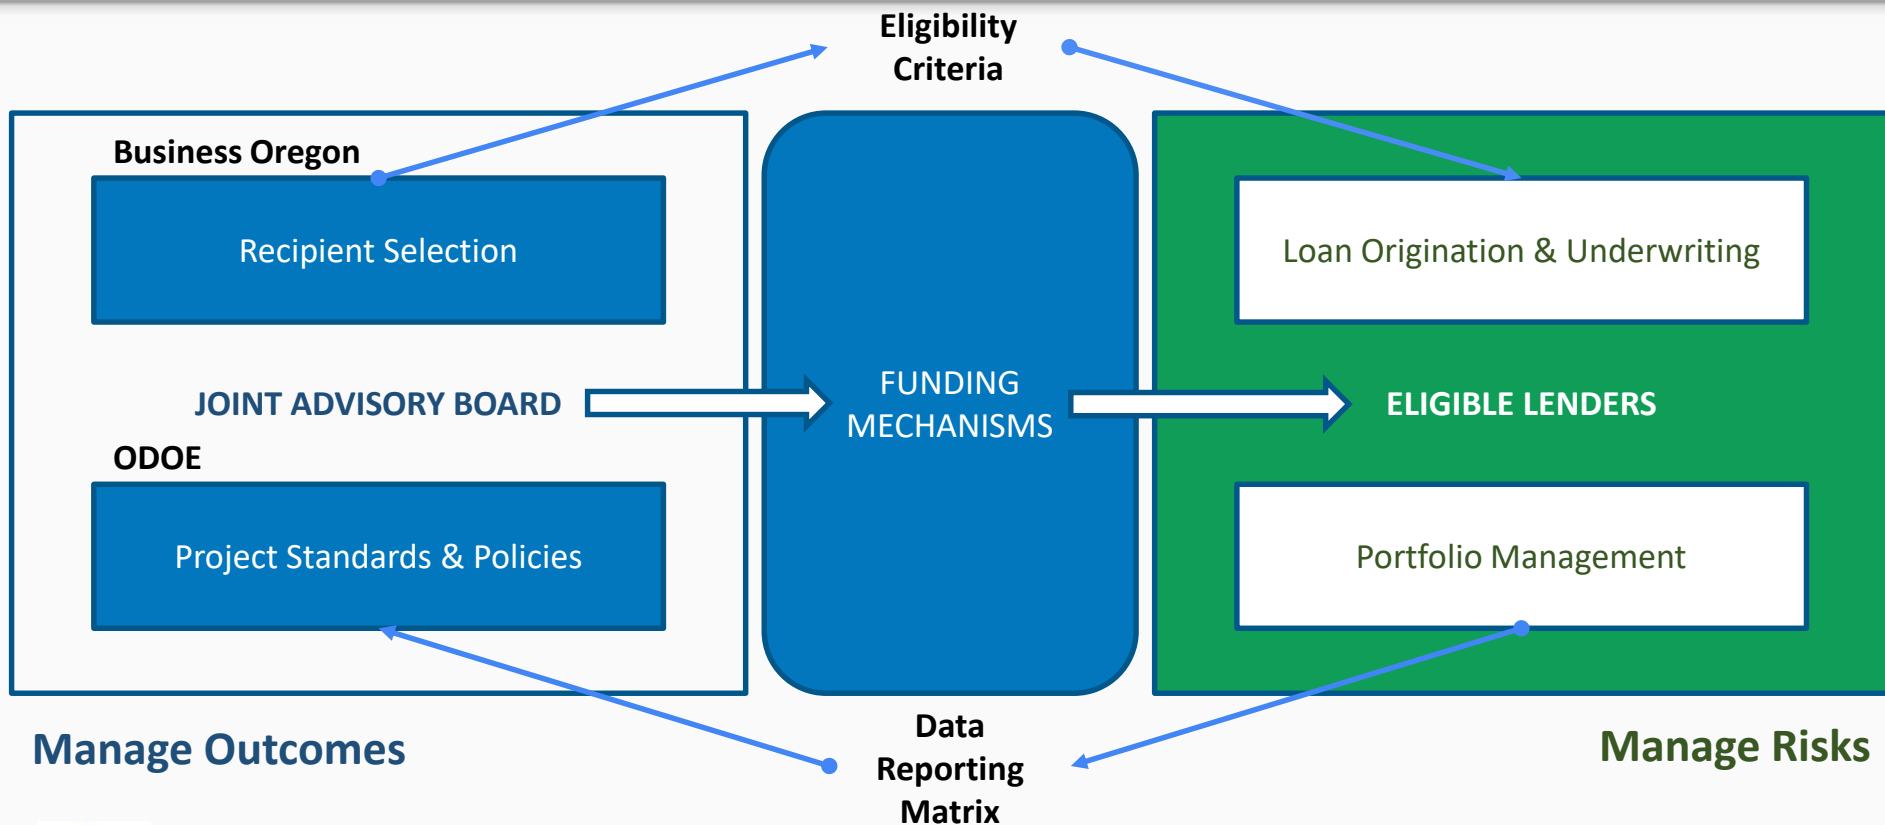 Eligibility
Criteria
Business Oregon
Recipient Selection
Loan Origination & Underwriting
JOINT ADVISORY BOARD
FUNDING
MECHANISMS
ELIGIBLE LENDERS
ODOE
Project Standards & Policies
Portfolio Management
Manage Outcomes
Data
Reporting
Matrix
Manage Risks